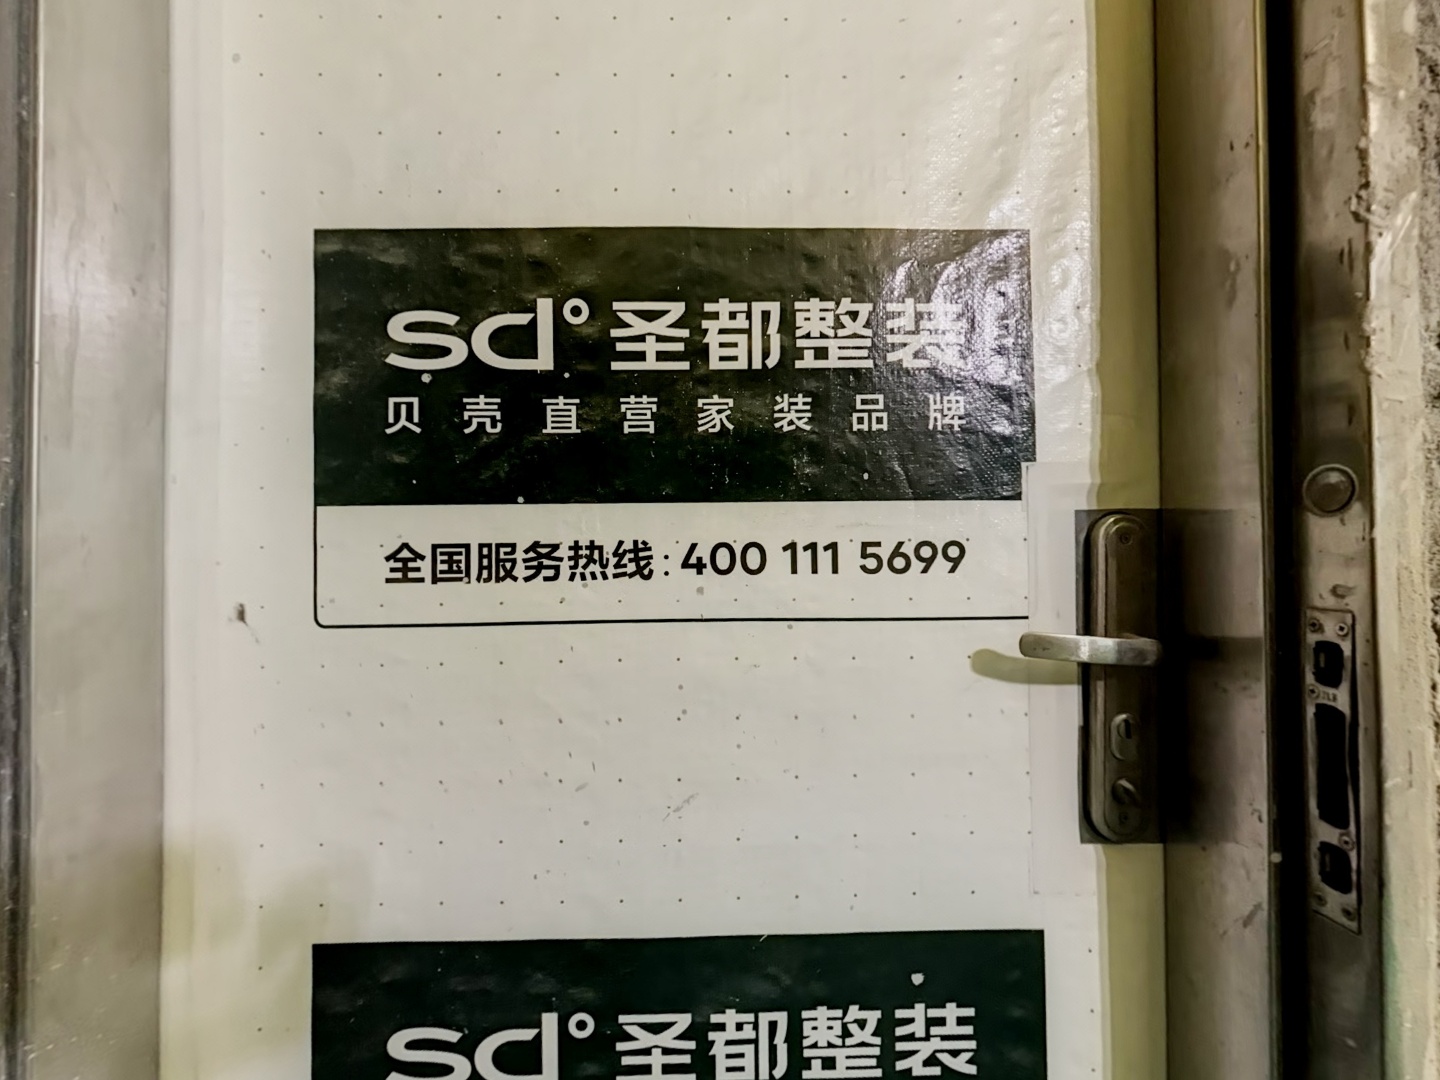 sd° 圣都整装
贝壳直营家装品牌
全国服务热线:400 111 5699
sd° 圣都整装